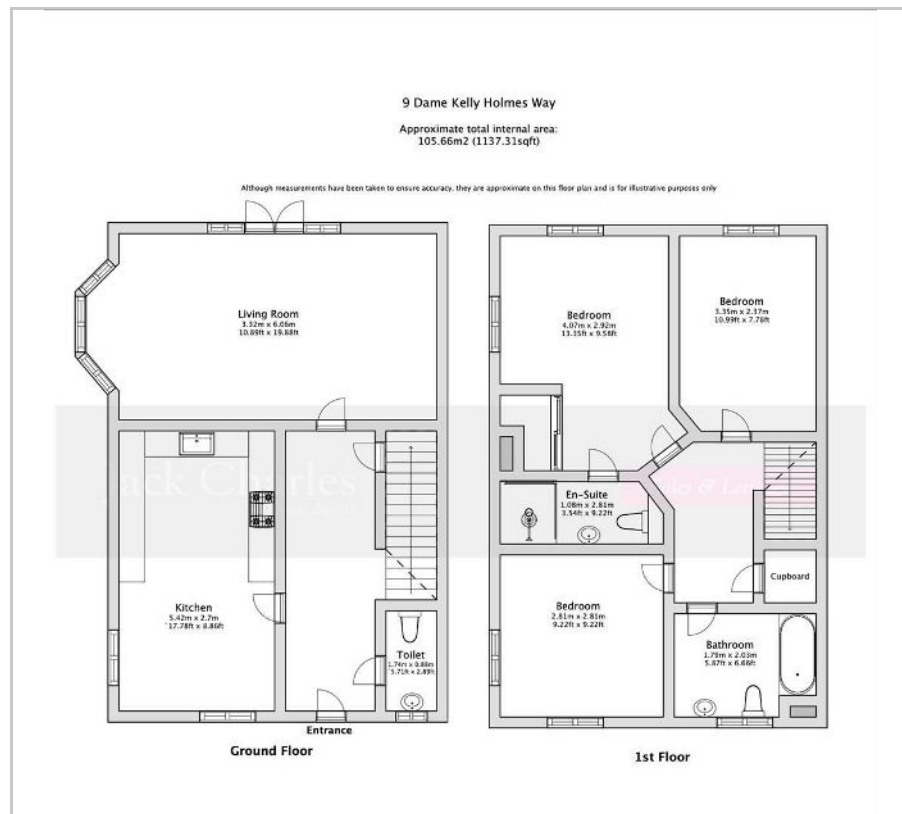 9 Dame Kelly Holmes Way
Approximate total internal area:
105.66m2 (1137.31sqft)
Although measurements have been taken to ensure accuracy, they are approximate on this floor plan and is for illustrative purposes only
Living Room
3.32m x 6.06m
10.89ft x 19.88ft
Kitchen
5.42m x 2.7m
17.78ft x 8.86ft
Toilet
1.74m x 0.88m
5.71ft x 2.89ft
Entrance
Ground Floor
Bedroom
4.07m x 2.92m
13.35ft x 9.58ft
Bedroom
3.35m x 2.37m
10.99ft x 7.78ft
En-Suite
1.08m x 2.81m
3.54ft x 9.22ft
Bedroom
2.81m x 2.81m
9.22ft x 9.22ft
Cupboard
Bathroom
1.79m x 2.03m
5.87ft x 6.66ft
1st Floor
Jack Charles